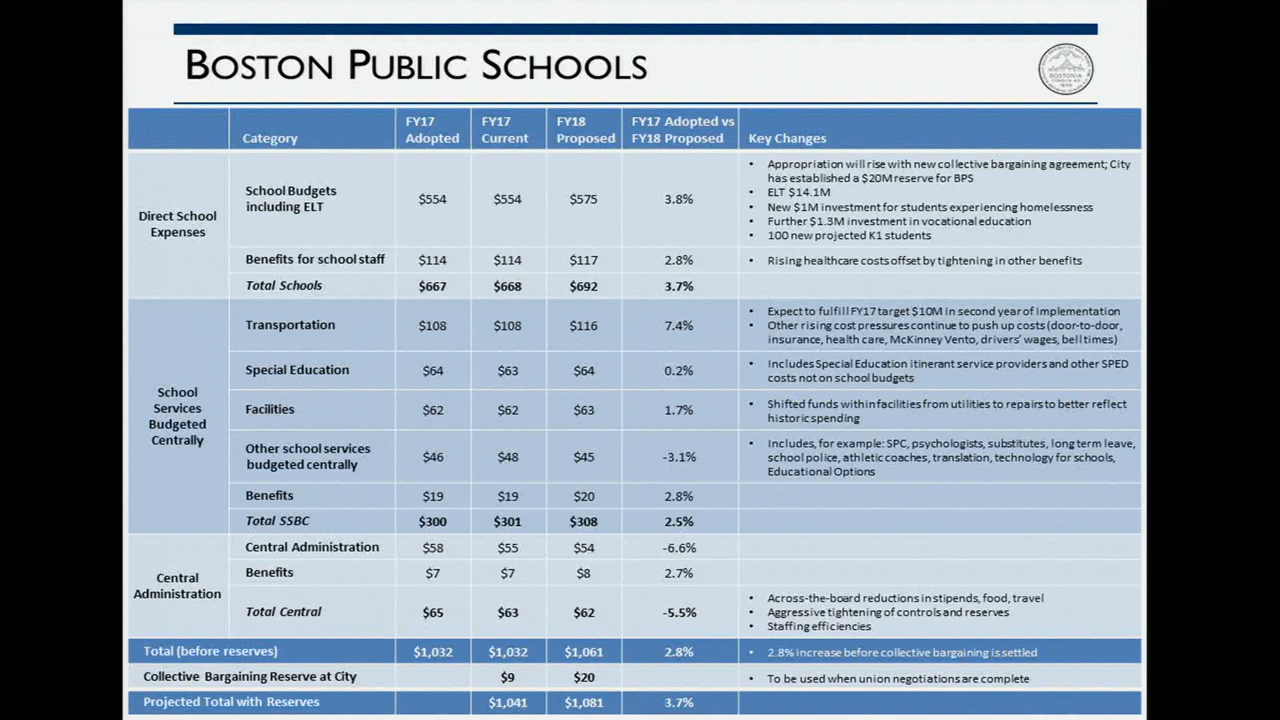 BOSTON PUBLIC SCHOOLS
BOSTONIA
Category FY17 Adopted FY17 Current FY18 Proposed FY17 Adopted vs FY18 Proposed Key Changes
Direct School Expenses
School Budgets including ELT $554 $554 $575 3.8%
• Appropriation will rise with new collective bargaining agreement; City
has established a $20M reserve for BPS
• ELT $14.1M
• New $1M investment for students experiencing homelessness
• Further $1.3M investment in vocational education
• 100 new projected K1 students
Benefits for school staff $114 $114 $117 2.8% • Rising healthcare costs offset by tightening in other benefits
Total Schools $667 $668 $692 3.7%
School Services Budgeted Centrally
Transportation $108 $108 $116 7.4%
• Expect to fulfill FY17 target $10M in second year of implementation
• Other rising cost pressures continue to push up costs (door-to-door,
insurance, health care, McKinney Vento, drivers' wages, bell times)
Special Education $64 $63 $64 0.2%
• Includes Special Education itinerant service providers and other SPED
costs not on school budgets
Facilities $62 $62 $63 1.7%
• Shifted funds within facilities from utilities to repairs to better reflect
historic spending
Other school services budgeted centrally $46 $48 $45 -3.1%
• Includes, for example: SPC, psychologists, substitutes, long term leave,
school police, athletic coaches, translation, technology for schools,
Educational Options
Benefits $19 $19 $20 2.8%
Total SSBC $300 $301 $308 2.5%
Central Administration
Central Administration $58 $55 $54 -6.6%
Benefits $7 $7 $8 2.7%
Total Central $65 $63 $62 -5.5%
• Across-the-board reductions in stipends, food, travel
• Aggressive tightening of controls and reserves
• Staffing efficiencies
Total (before reserves) $1,032 $1,032 $1,061 2.8% • 2.8% increase before collective bargaining is settled
Collective Bargaining Reserve at City $9 $20 • To be used when union negotiations are complete
Projected Total with Reserves $1,041 $1,081 3.7%